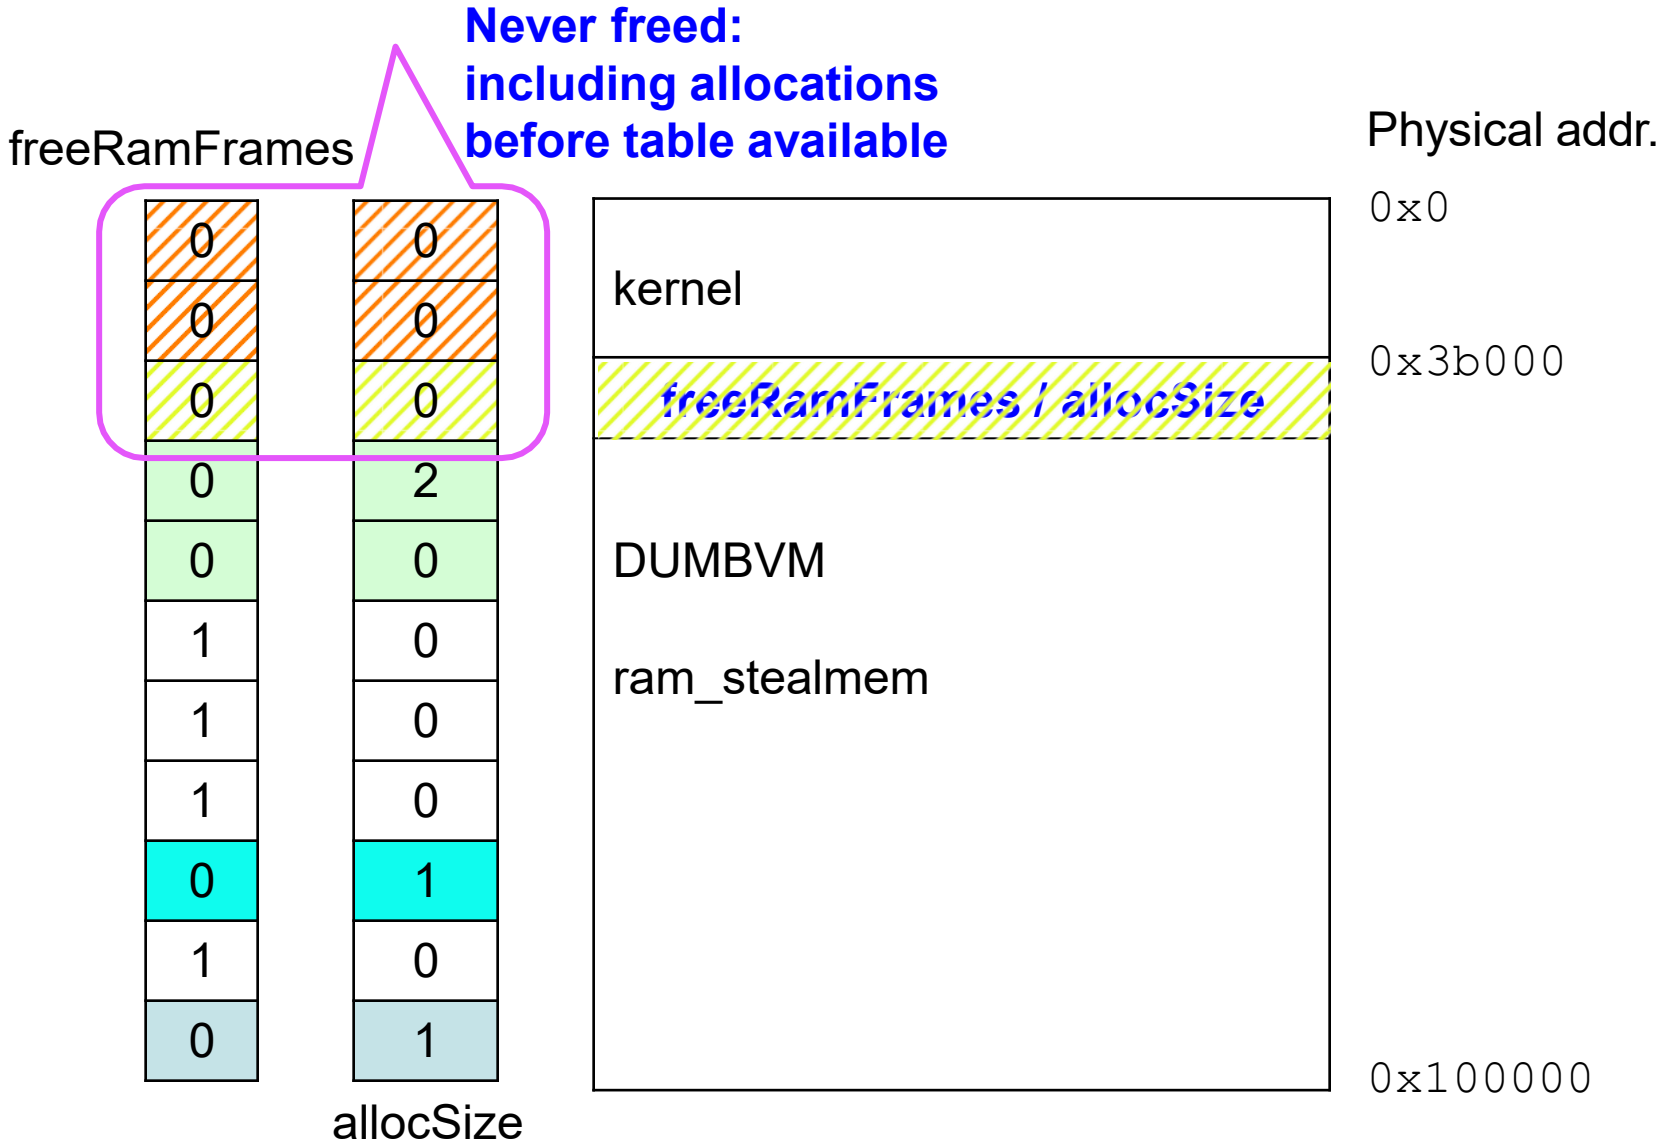 Never freed:
including allocations
before table available
freeRamFrames
Physical addr.
0 0
0 0
0 0
0 2
0 0
1 0
1 0
1 0
0 1
1 0
0 1
allocSize
kernel
freeRamFrames / allocSize
DUMBVM
ram_stealmem
0x0
0x3b000
0x100000